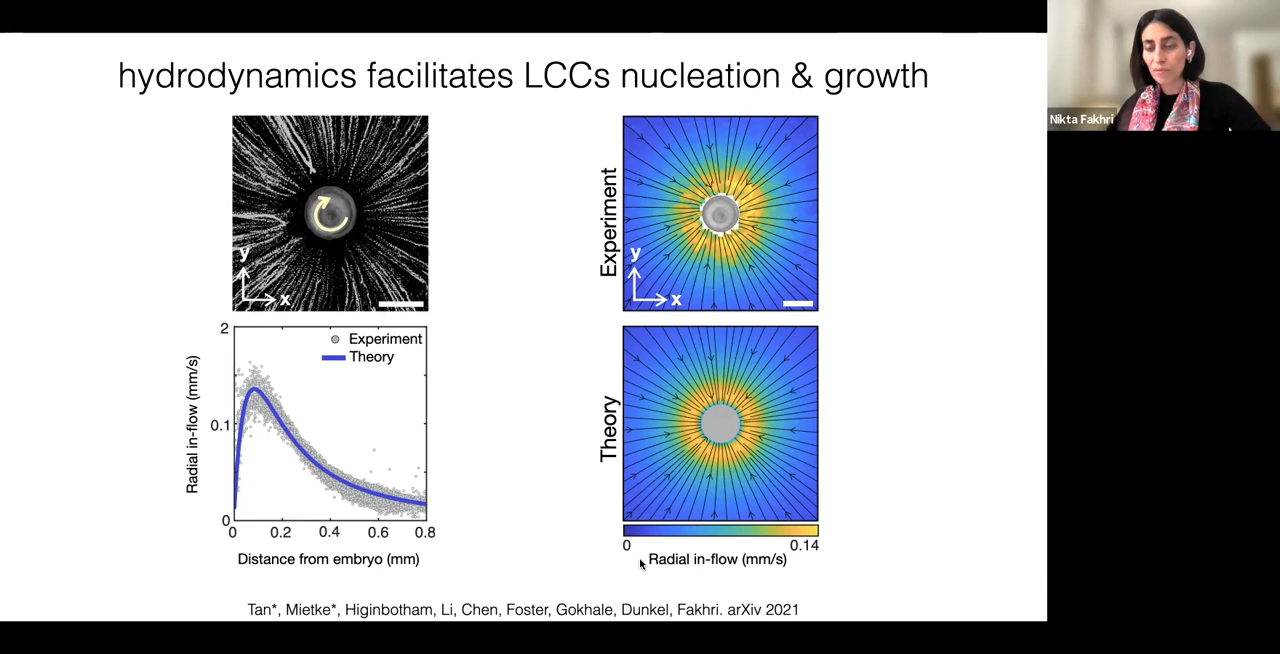 hydrodynamics facilitates LCCs nucleation & growth
Nikta Fakhri
y
x
Experiment
y
x
2
0.1
0
Radial in-flow (mm/s)
Experiment
Theory
0
0.2
0.4
0.6
0.8
Distance from embryo (mm)
Theory
0
0.14
Radial in-flow (mm/s)
Tan*, Mietke*, Higinbotham, Li, Chen, Foster, Gokhale, Dunkel, Fakhri. arXiv 2021